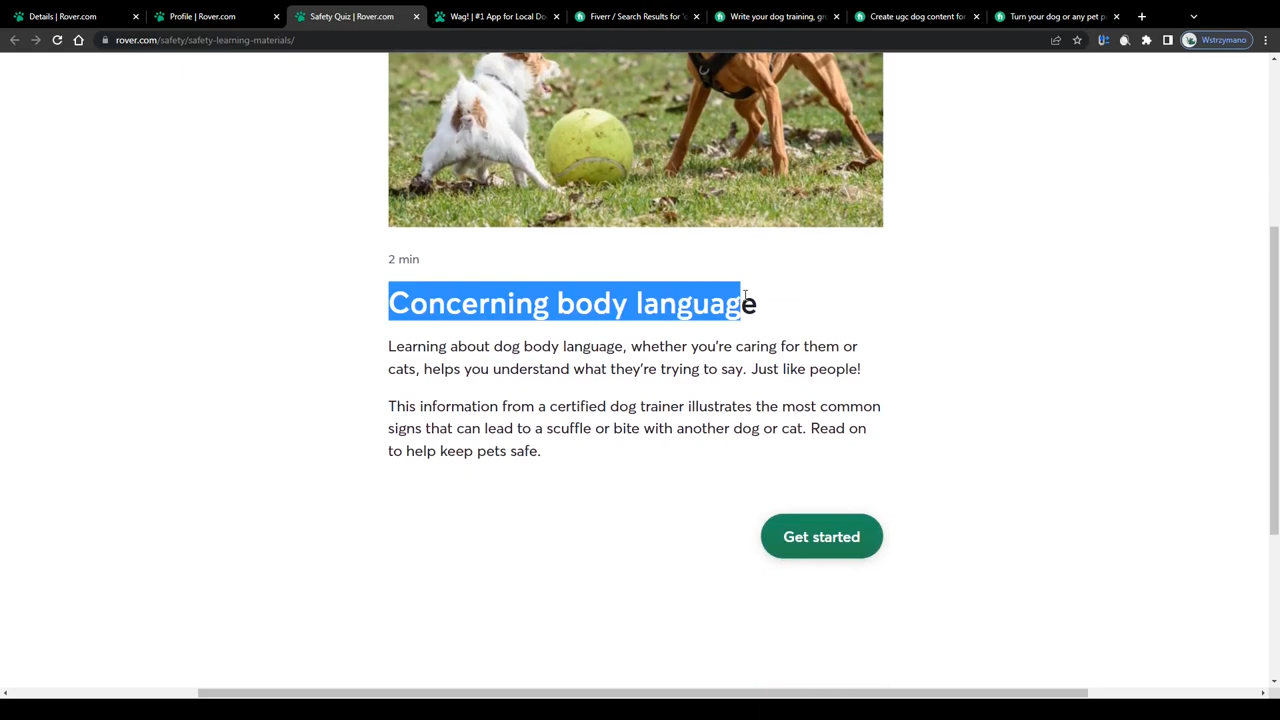 Details | Rover.com
Profile | Rover.com
Safety Quiz | Rover.com
Wag! | #1 App for Local Do
Fiverr / Search Results for 'd
Write your dog training, gr
Create ugc dog content for
Turn your dog or any pet p
rover.com/safety/safety-learning-materials/
Wstrzymano
2 min
Concerning body language
Learning about dog body language, whether you're caring for them or
cats, helps you understand what they're trying to say. Just like people!
This information from a certified dog trainer illustrates the most common
signs that can lead to a scuffle or bite with another dog or cat. Read on
to help keep pets safe.
Get started